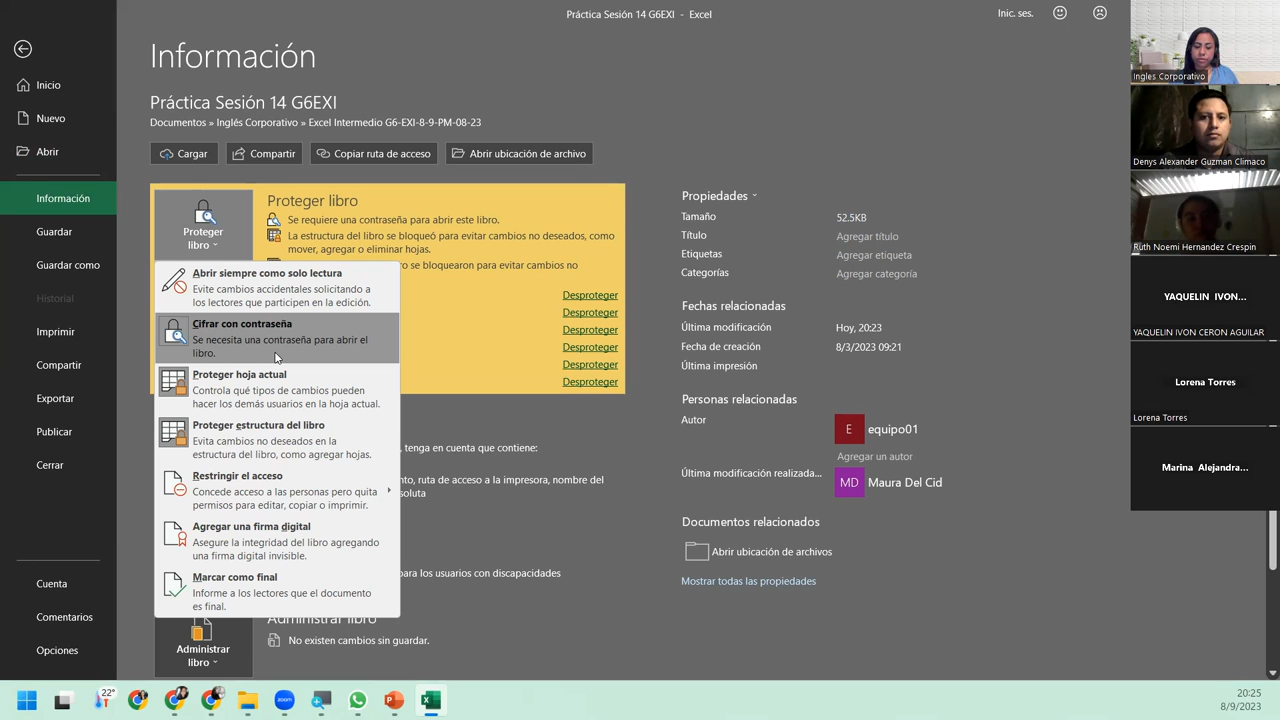 Práctica Sesión 14 G6EXI - Excel
Inic. ses.
Información
Práctica Sesión 14 G6EXI
Documentos » Inglés Corporativo » Excel Intermedio G6-EXI-8-9-PM-08-23
Inicio
Nuevo
Abrir
Información
Guardar
Guardar como
Historial
Imprimir
Compartir
Exportar
Publicar
Cerrar
Cuenta
Comentarios
Opciones
Cargar
Compartir
Copiar ruta de acceso
Abrir ubicación de archivo
Proteger
libro
Proteger libro
Se requiere una contraseña para abrir este libro.
La estructura del libro se bloqueó para evitar cambios no deseados, como
mover, agregar o eliminar hojas.
ro se bloquearon para evitar cambios no
Desproteger
Desproteger
Desproteger
Desproteger
Desproteger
Desproteger
Abrir siempre como solo lectura
Evite cambios accidentales solicitando a
los lectores que participen en la edición.
Cifrar con contraseña
Se necesita una contraseña para abrir el
libro.
Proteger hoja actual
Controla qué tipos de cambios pueden
hacer los demás usuarios en la hoja actual.
Proteger estructura del libro
Evita cambios no deseados en la
estructura del libro, como agregar hojas.
Restringir el acceso
Concede acceso a las personas pero quita
permisos para editar, copiar o imprimir.
Agregar una firma digital
Asegure la integridad del libro agregando
una firma digital invisible.
Marcar como final
Informe a los lectores que el documento
es final.
, tenga en cuenta que contiene:
nto, ruta de acceso a la impresora, nombre del
soluta
para los usuarios con discapacidades
Administrar libro
Administrar
libro
No existen cambios sin guardar.
Propiedades
Tamaño 52.5KB
Título Agregar título
Etiquetas Agregar etiqueta
Categorías Agregar categoría
Fechas relacionadas
Última modificación Hoy, 20:23
Fecha de creación 8/3/2023 09:21
Última impresión
Personas relacionadas
Autor
E equipo01
Agregar un autor
Última modificación realizada...
MD Maura Del Cid
Documentos relacionados
Abrir ubicación de archivos
Mostrar todas las propiedades
Ingles Corporativo
Denys Alexander Guzman Climaco
Ruth Noemi Hernandez Crespin
YAQUELIN IVON...
YAQUELIN IVON CERON AGUILAR
Lorena Torres
Lorena Torres
Marina Alejandra...
22°
zoom
20:25
8/9/2023